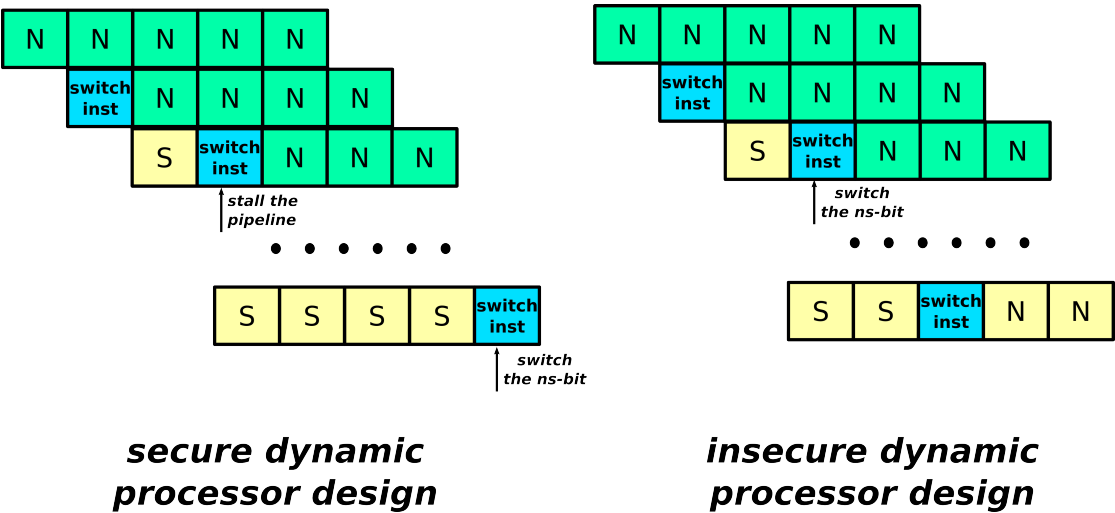 N N N N N
switch inst N N N N
S switch inst N N N
stall the
pipeline
S S S S switch inst
switch
the ns-bit
secure dynamic
processor design
N N N N N
switch inst N N N N
S switch inst N N N
switch
the ns-bit
S S switch inst N N
insecure dynamic
processor design